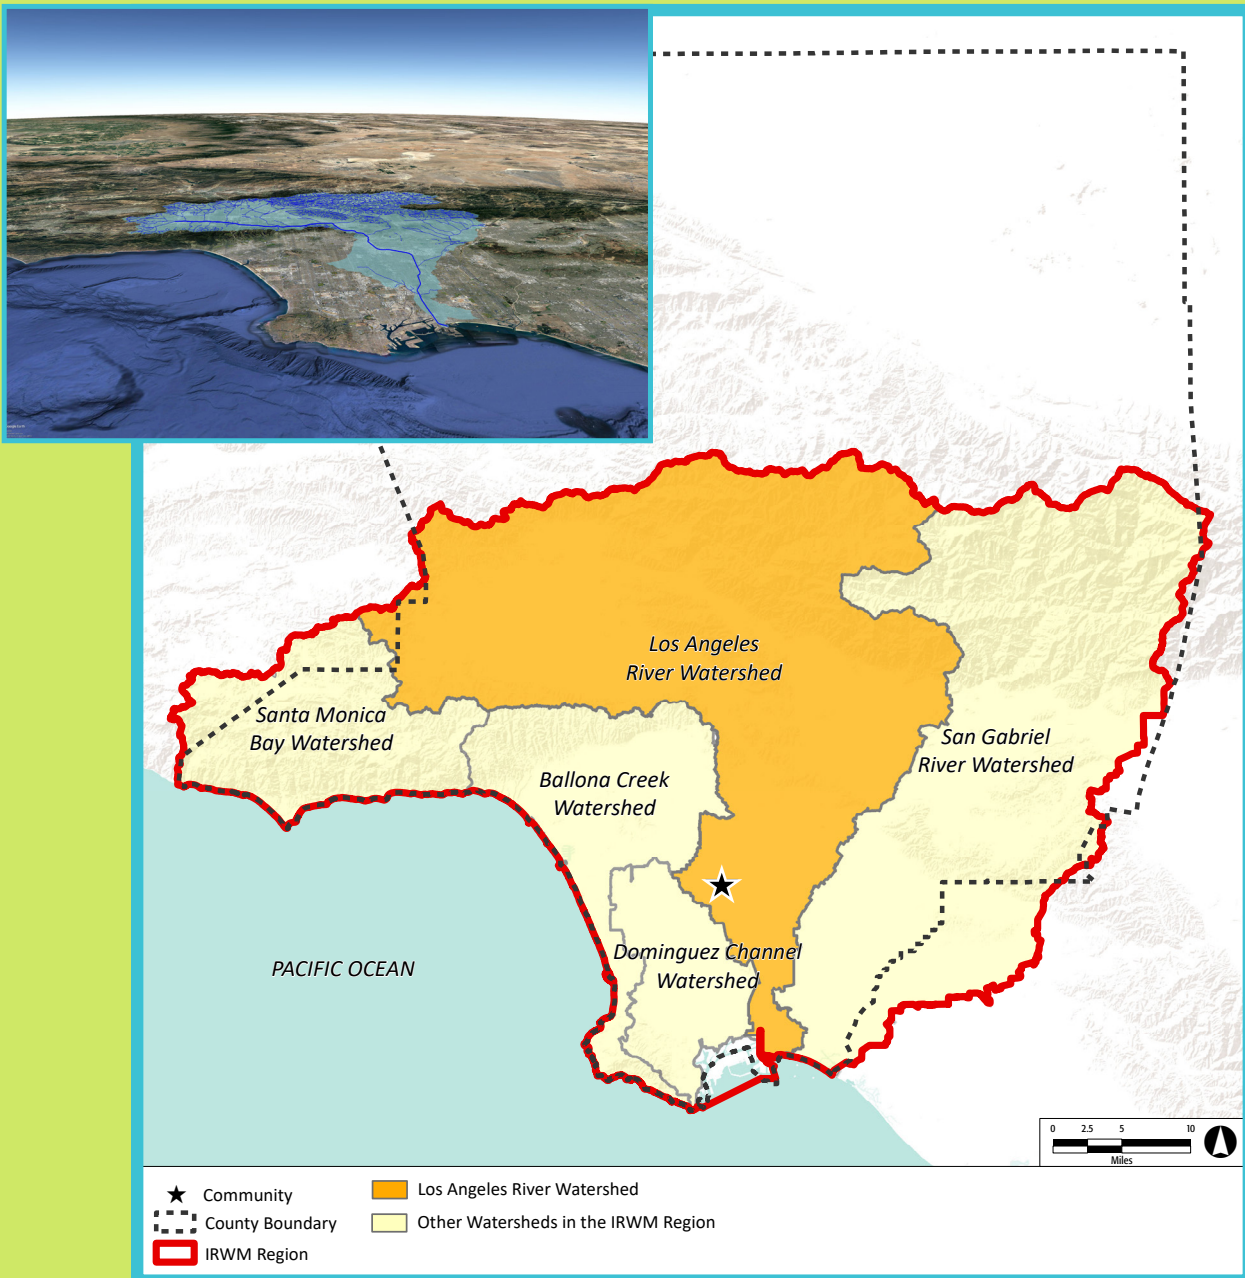 Los Angeles
River Watershed
Santa Monica
Bay Watershed
San Gabriel
River Watershed
Ballona Creek
Watershed
Dominguez Channel
Watershed
PACIFIC OCEAN
0 2.5 5 10
Miles
Community
County Boundary
IRWM Region
Los Angeles River Watershed
Other Watersheds in the IRWM Region